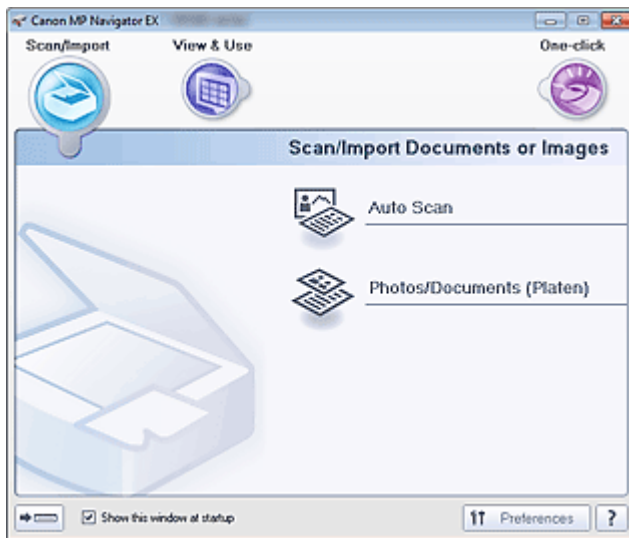 Canon MP Navigator EX
Scan/Import
View & Use
One-click
Scan/Import Documents or Images
Auto Scan
Photos/Documents (Platen)
Show this window at startup
Preferences
?